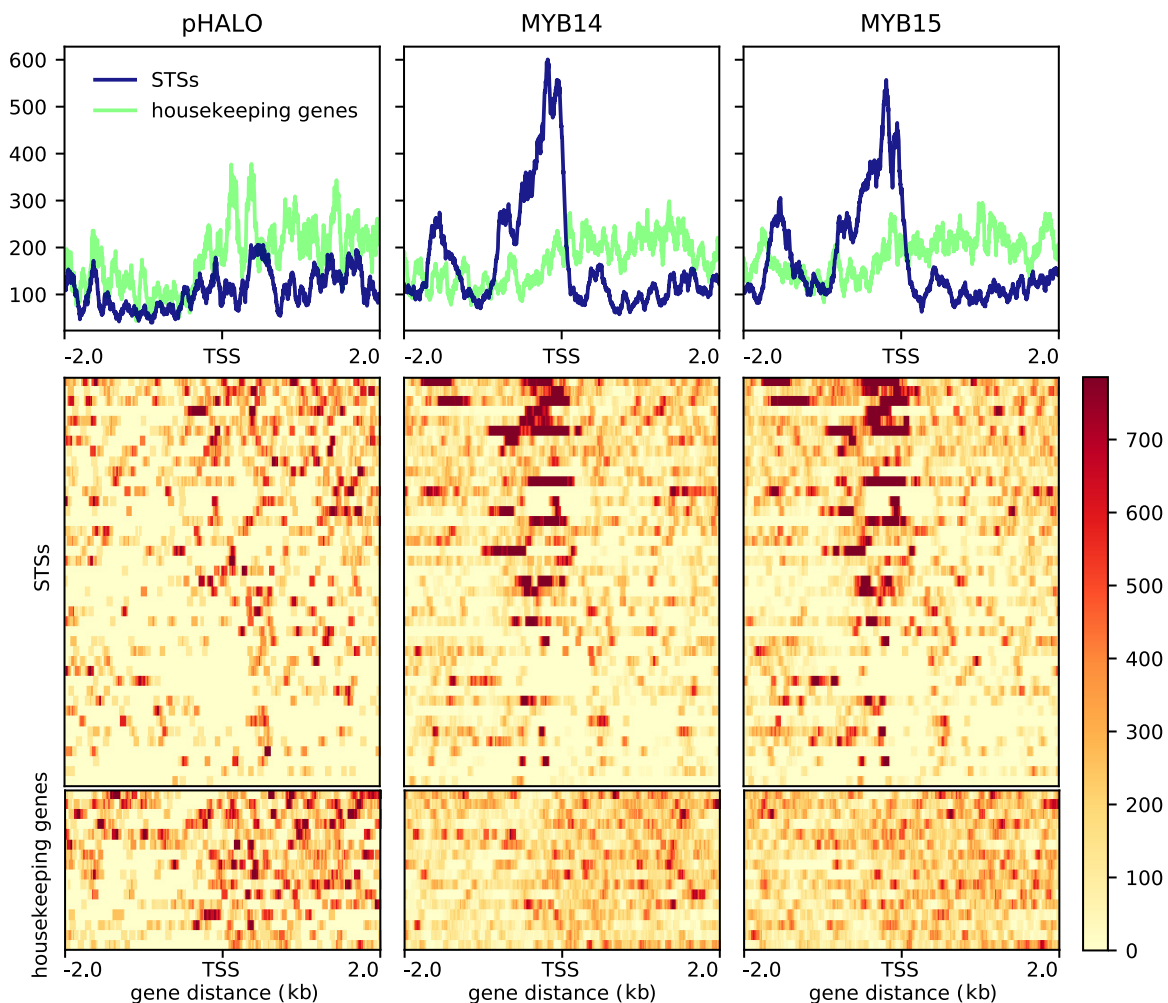 pHALO MYB14 MYB15
600
500
400
300
200
100
STSs
housekeeping genes
-2.0 TSS 2.0 -2.0 TSS 2.0 -2.0 TSS 2.0
STSs
housekeeping genes
700
600
500
400
300
200
100
0
-2.0 TSS 2.0 -2.0 TSS 2.0 -2.0 TSS 2.0
gene distance (kb) gene distance (kb) gene distance (kb)